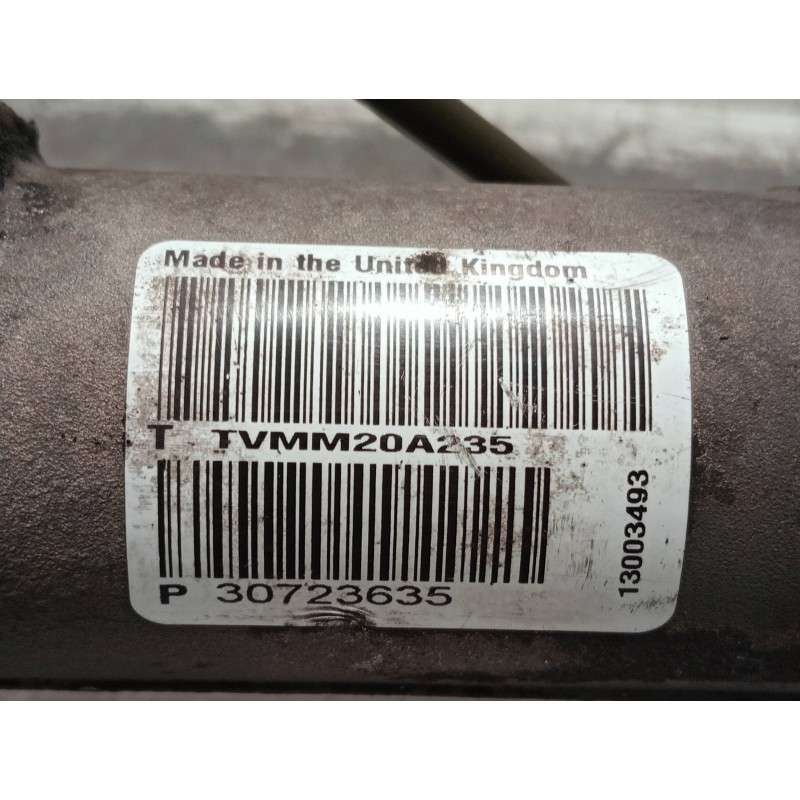 Made in the United Kingdom
T TVMM20A235
P 30723635
13003493